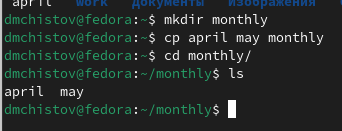 april work документы Изображения
dmchistov@fedora:~$ mkdir monthly
dmchistov@fedora:~$ cp april may monthly
dmchistov@fedora:~$ cd monthly/
dmchistov@fedora:~/monthly$ ls
april may
dmchistov@fedora:~/monthly$